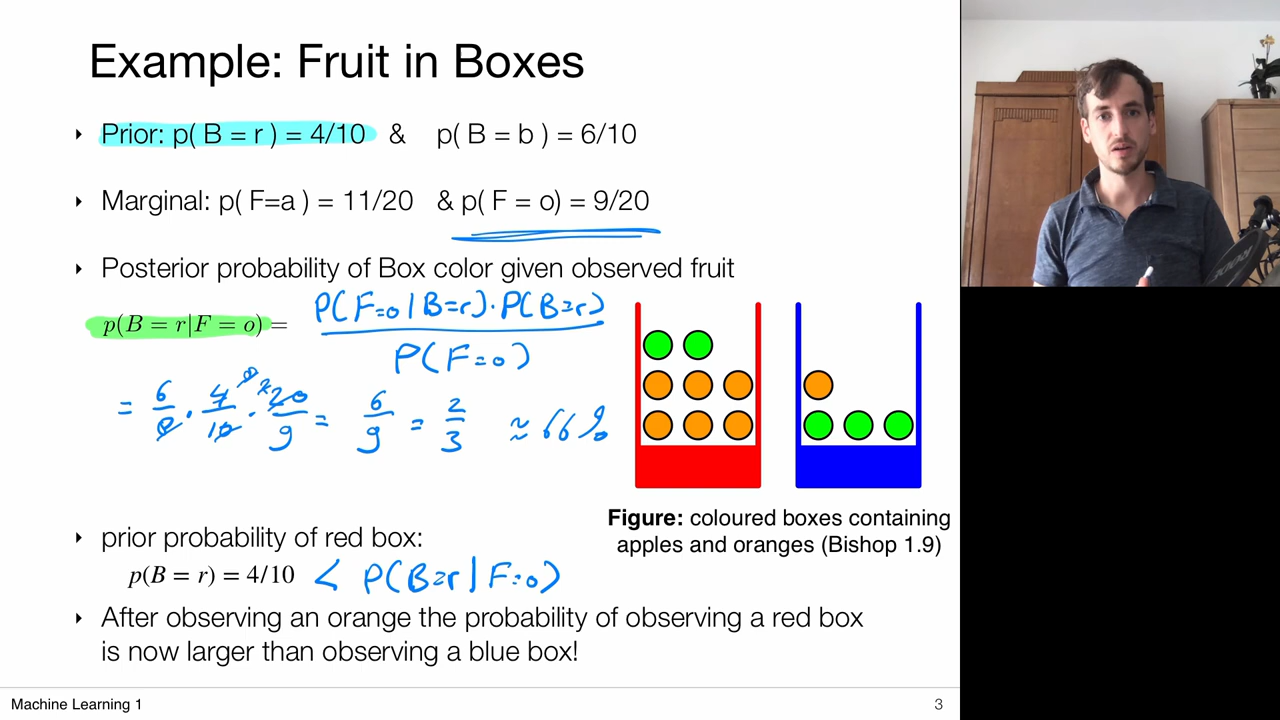 Example: Fruit in Boxes
‣ Prior: p( B = r ) = 4/10 & p( B = b ) = 6/10
‣ Marginal: p( F=a ) = 11/20 & p( F = o) = 9/20
‣ Posterior probability of Box color given observed fruit
p(B = r|F = o) = P(F=o|B=r)·P(B=r)
P(F=o)
= 6/8 · 4/10 · 20/9 = 6/9 = 2/3 ≈ 66%
2
Figure: coloured boxes containing
apples and oranges (Bishop 1.9)
‣ prior probability of red box:
p(B = r) = 4/10 < P(B=r|F=o)
‣ After observing an orange the probability of observing a red box
is now larger than observing a blue box!
Machine Learning 1
3